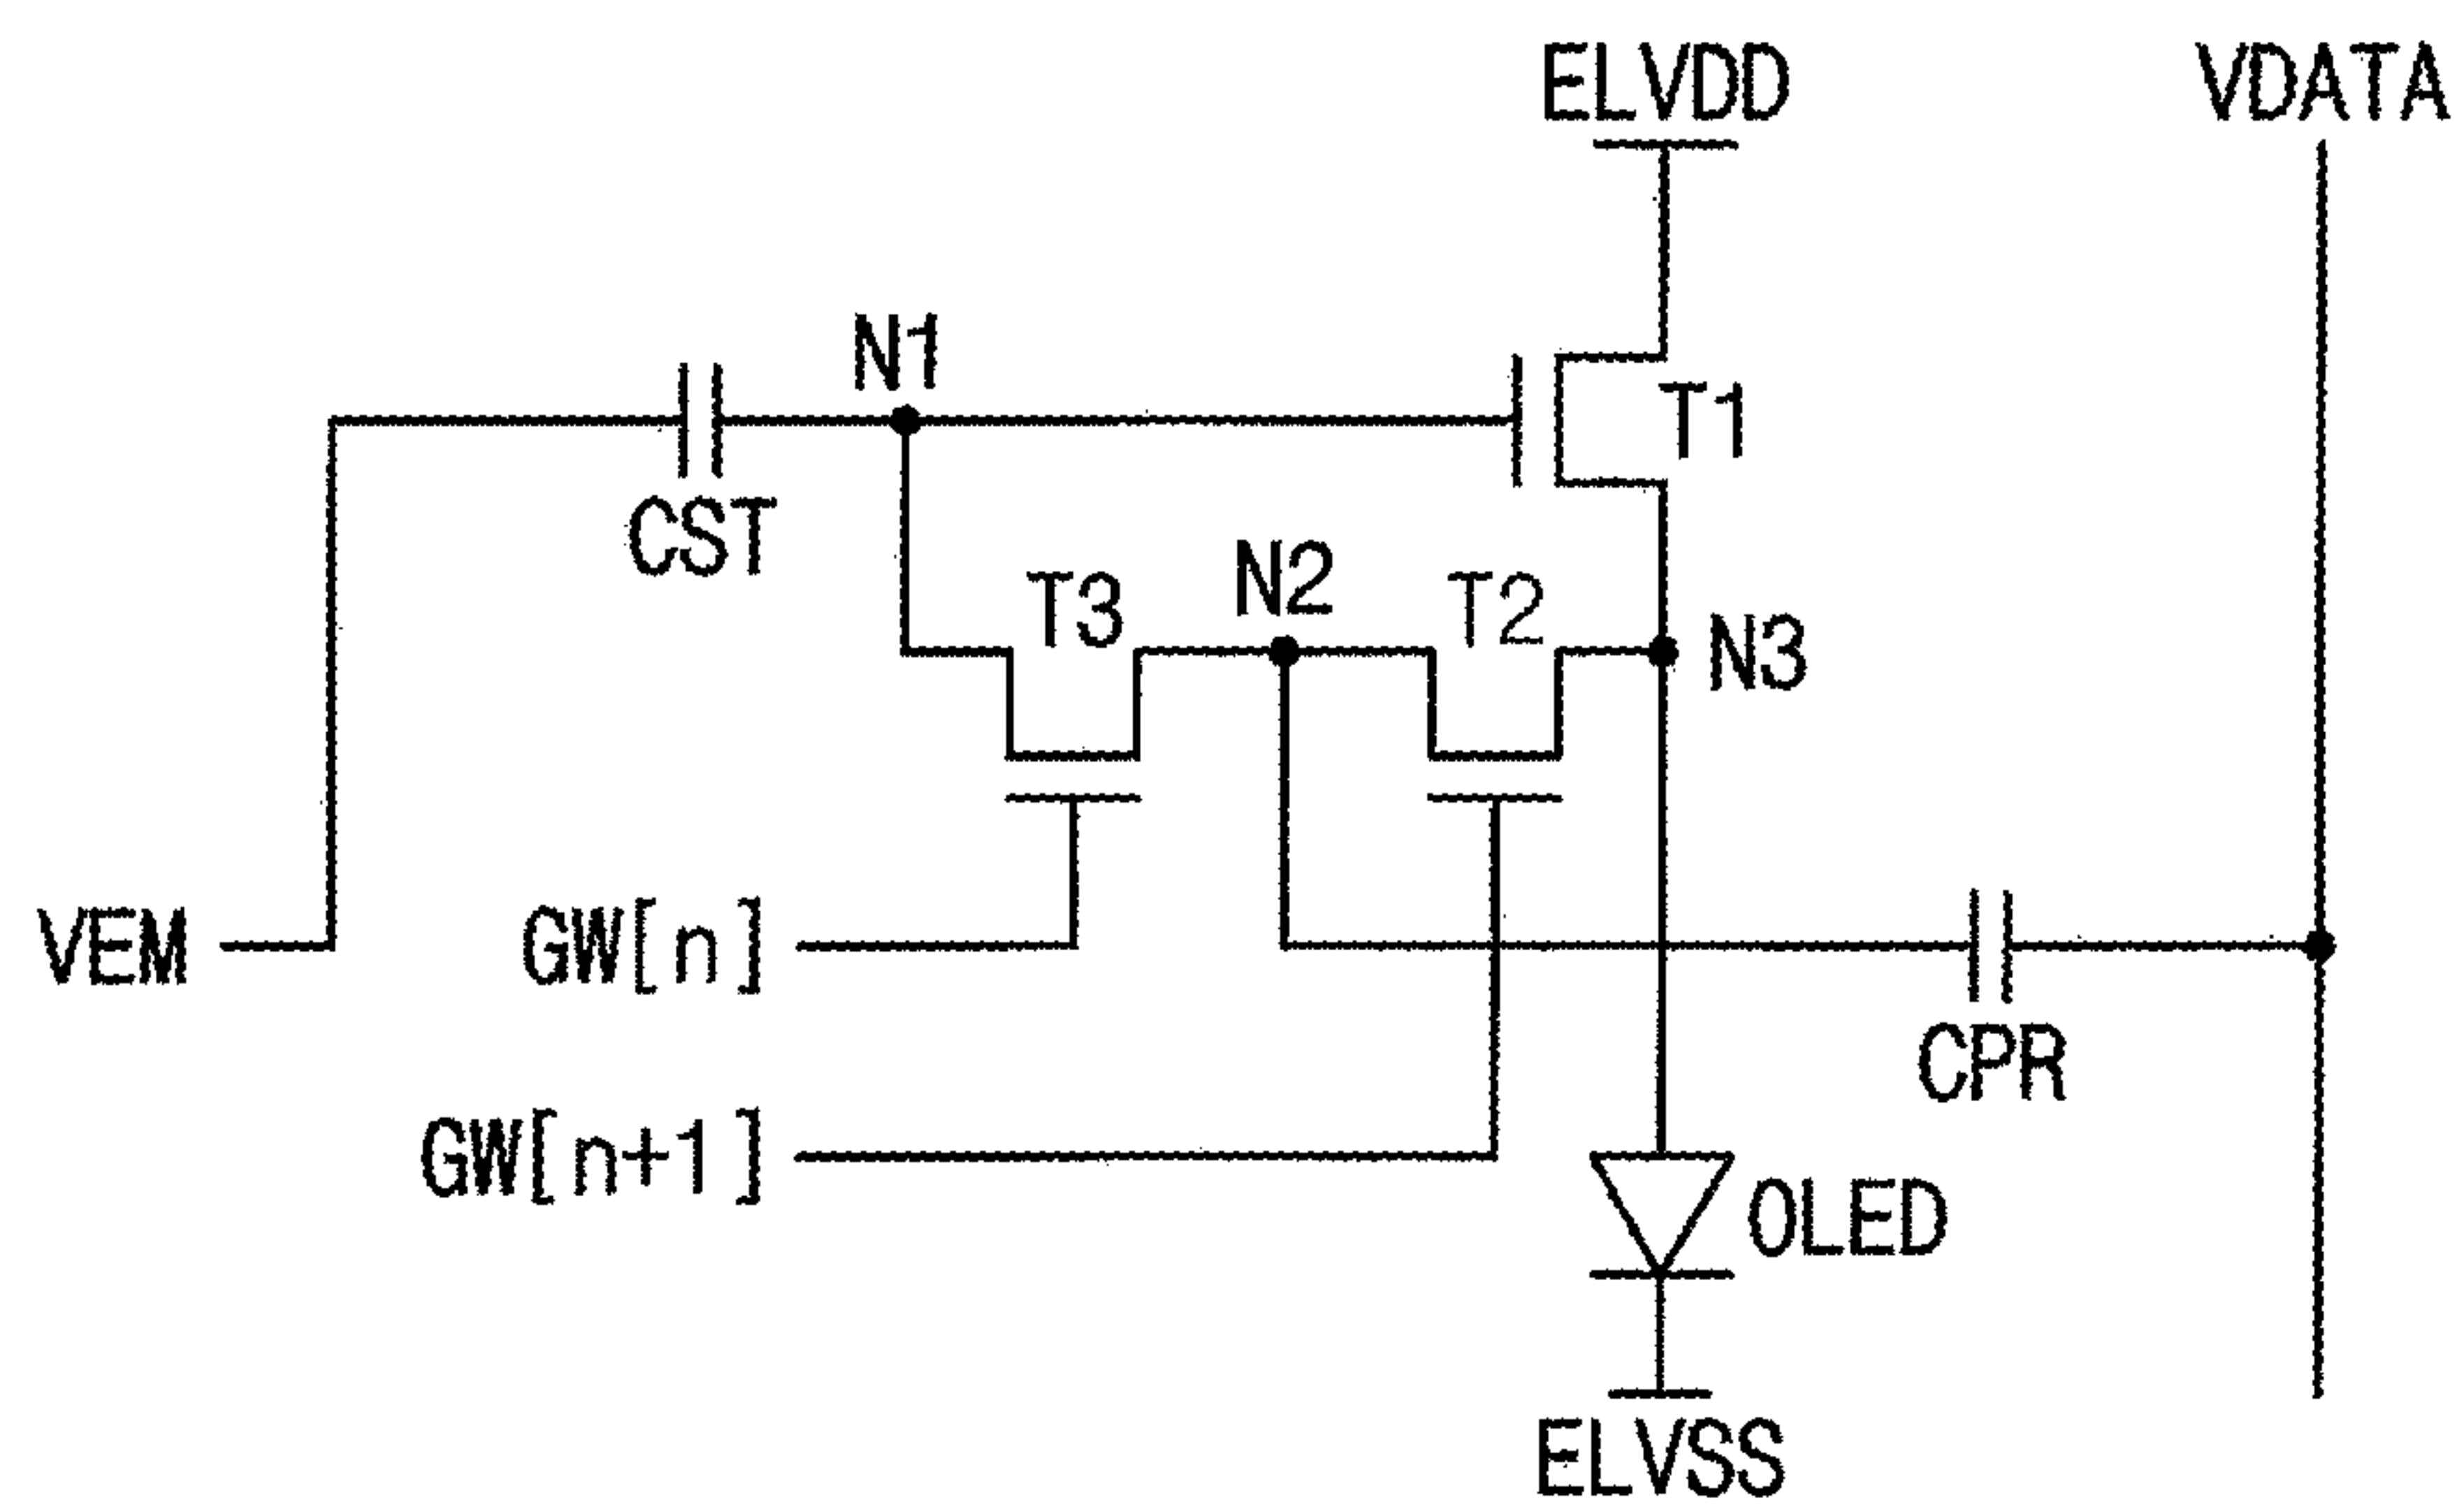 ELVDD
VDATA
N1
T1
CST
T3
N2
T2
N3
VEM
GW[n]
CPR
GW[n+1]
OLED
ELVSS